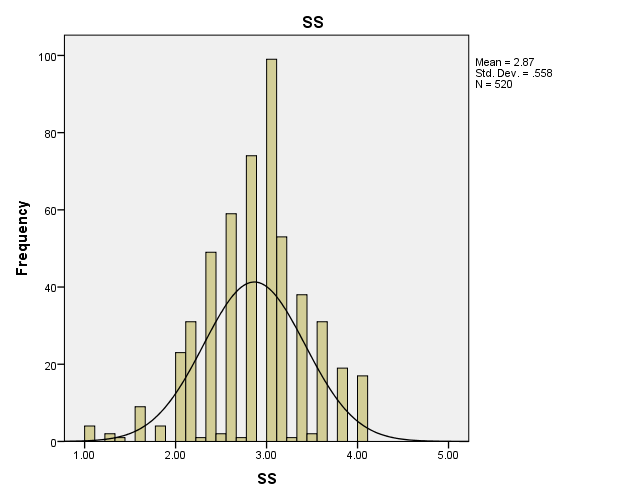 SS
Mean = 2.87
Std. Dev. = .558
N = 520
Frequency
100
80
60
40
20
0
1.00 2.00 3.00 4.00 5.00
SS